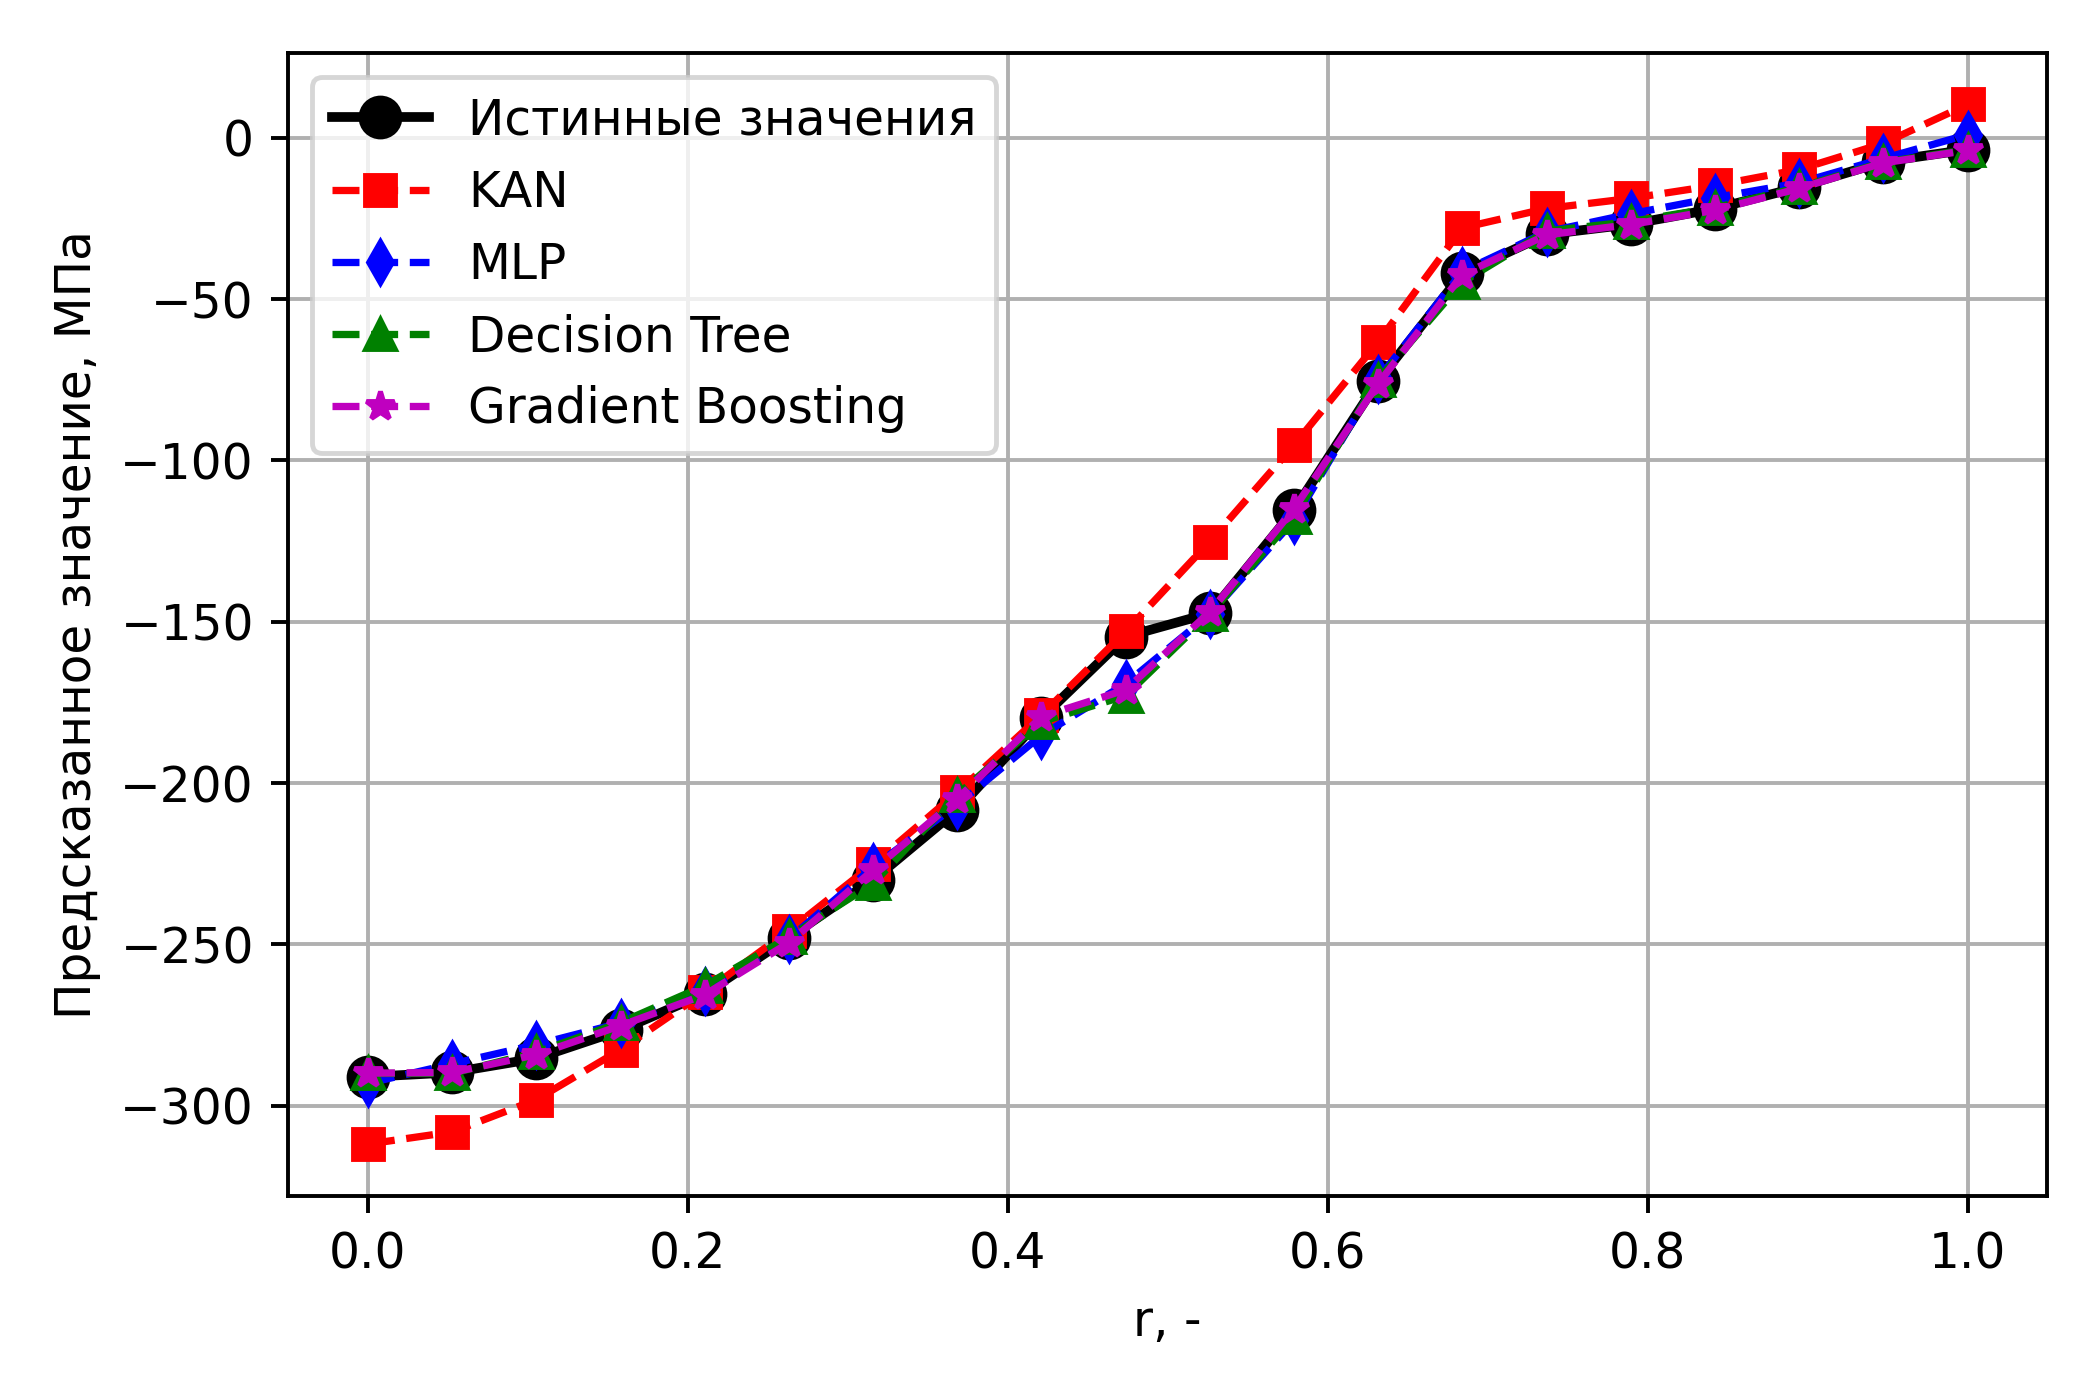 Истинные значения
KAN
MLP
Decision Tree
Gradient Boosting
Предсказанное значение, МПа
0
−50
−100
−150
−200
−250
−300
0.0 0.2 0.4 0.6 0.8 1.0
r, -